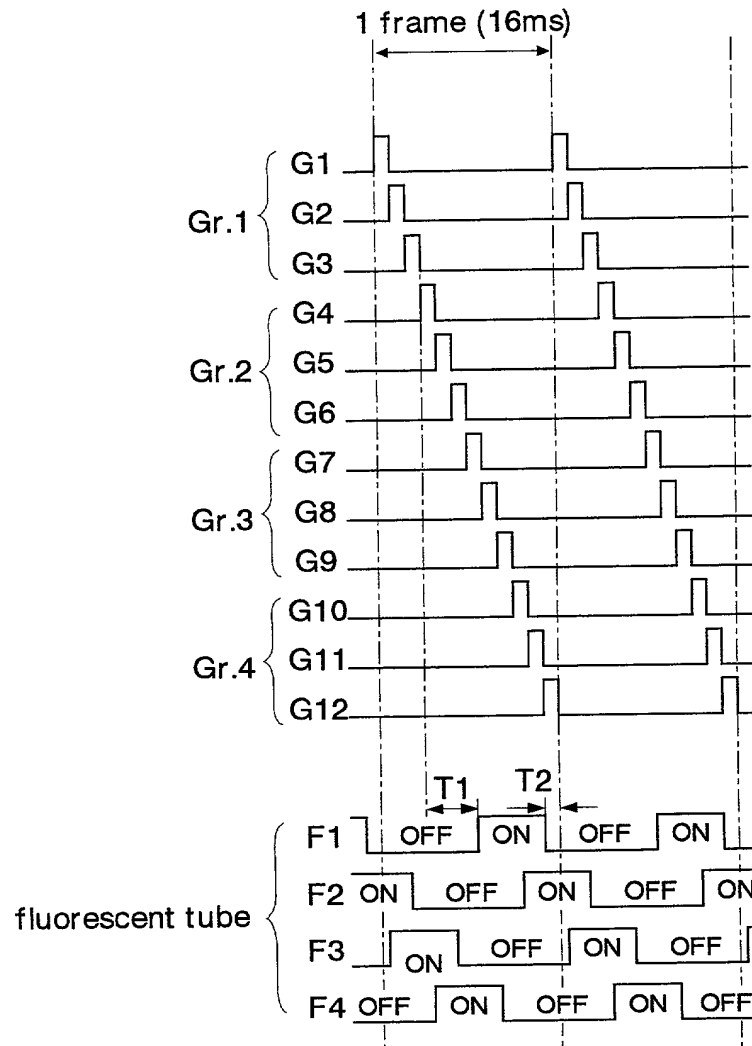 1 frame (16ms)
G1
G2
Gr.1
G3
G4
G5
Gr.2
G6
G7
G8
Gr.3
G9
G10
G11
Gr.4
G12
T1 T2
F1 OFF ON OFF ON
F2 ON OFF ON OFF ON
fluorescent tube
F3 ON OFF ON OFF
F4 OFF ON OFF ON OFF